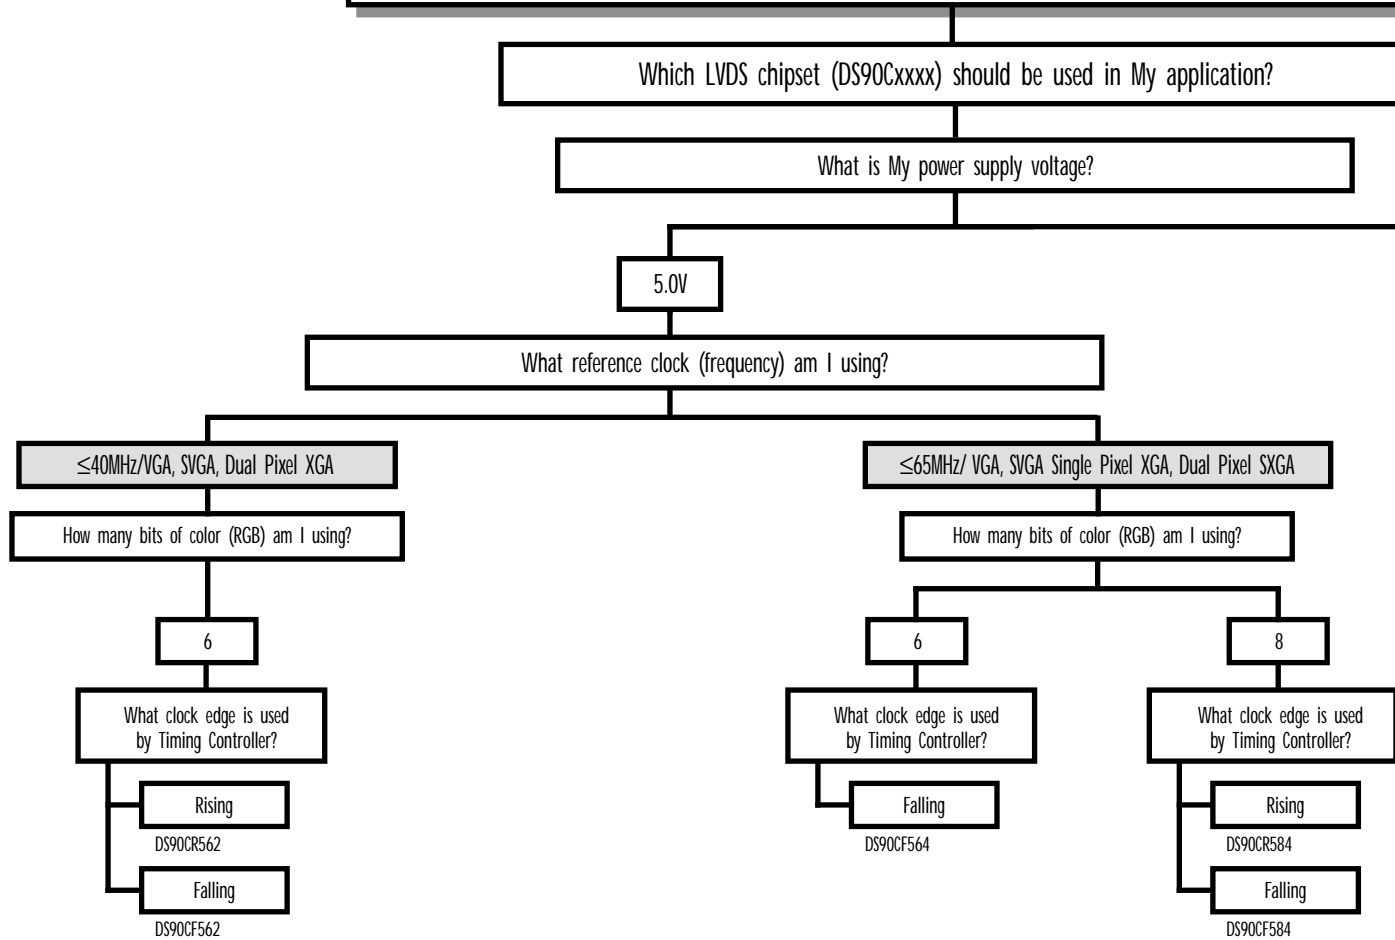 Which LVDS chipset (DS90Cxxxx) should be used in My application?
What is My power supply voltage?
5.0V
What reference clock (frequency) am I using?
≤40MHz/VGA, SVGA, Dual Pixel XGA
≤65MHz/ VGA, SVGA Single Pixel XGA, Dual Pixel SXGA
How many bits of color (RGB) am I using?
How many bits of color (RGB) am I using?
6
6
8
What clock edge is used
by Timing Controller?
What clock edge is used
by Timing Controller?
What clock edge is used
by Timing Controller?
Rising
DS90CR562
Falling
DS90CF562
Falling
DS90CF564
Rising
DS90CR584
Falling
DS90CF584